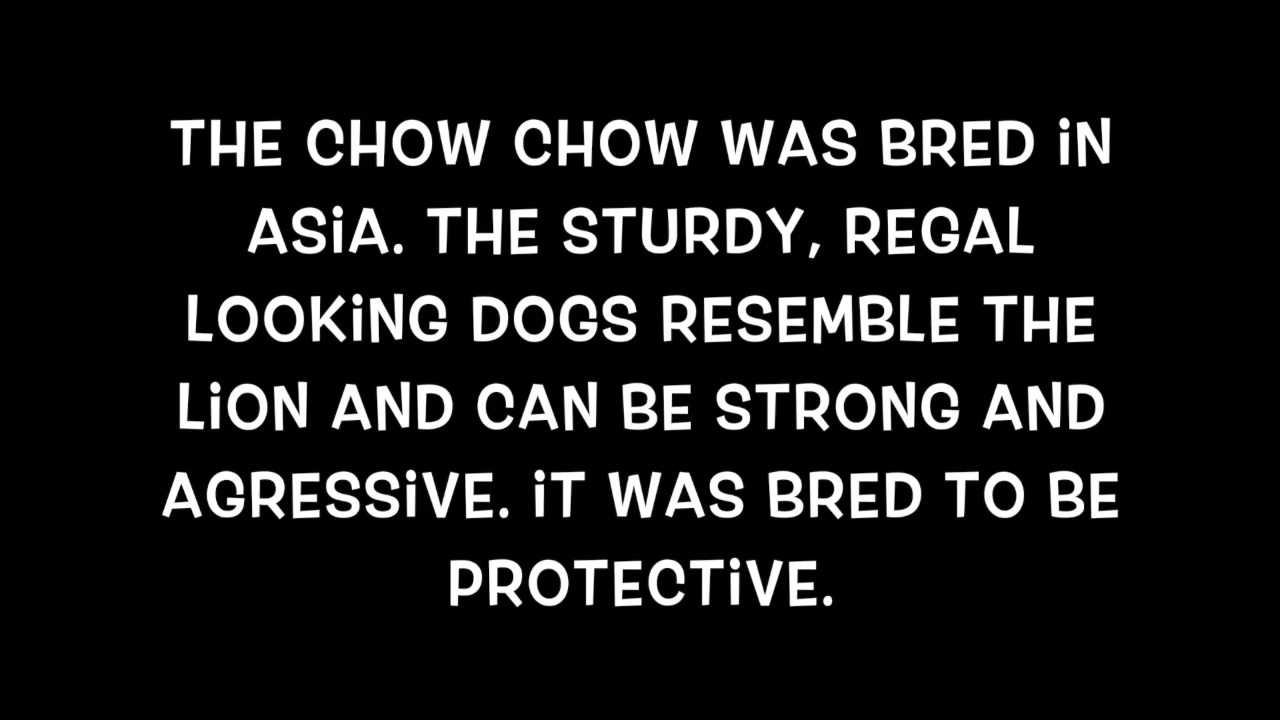 THE CHOW CHOW WAS BRED iN
ASiA. THE STURDY, REGAL
LOOKiNG DOGS RESEMBLE THE
LiON AND CAN BE STRONG AND
AGRESSiVE. iT WAS BRED TO BE
PROTECTiVE.